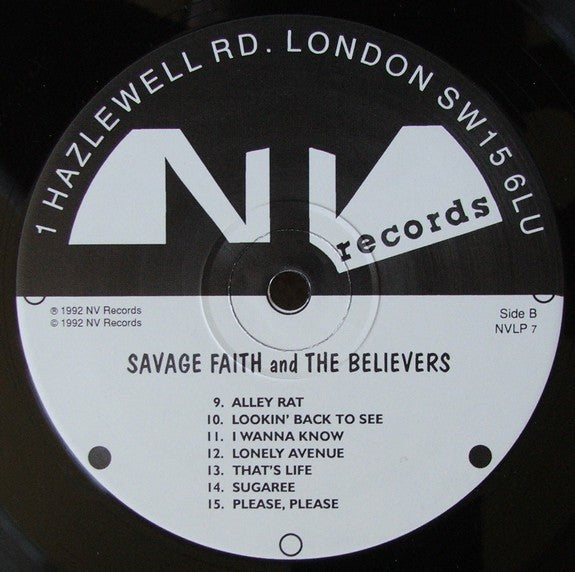 1 HAZLEWELL RD. LONDON SW15 6LU
NV
records
℗ 1992 NV Records
© 1992 NV Records
Side B
NVLP 7
SAVAGE FAITH and THE BELIEVERS
9. ALLEY RAT
10. LOOKIN' BACK TO SEE
11. I WANNA KNOW
12. LONELY AVENUE
13. THAT'S LIFE
14. SUGAREE
15. PLEASE, PLEASE